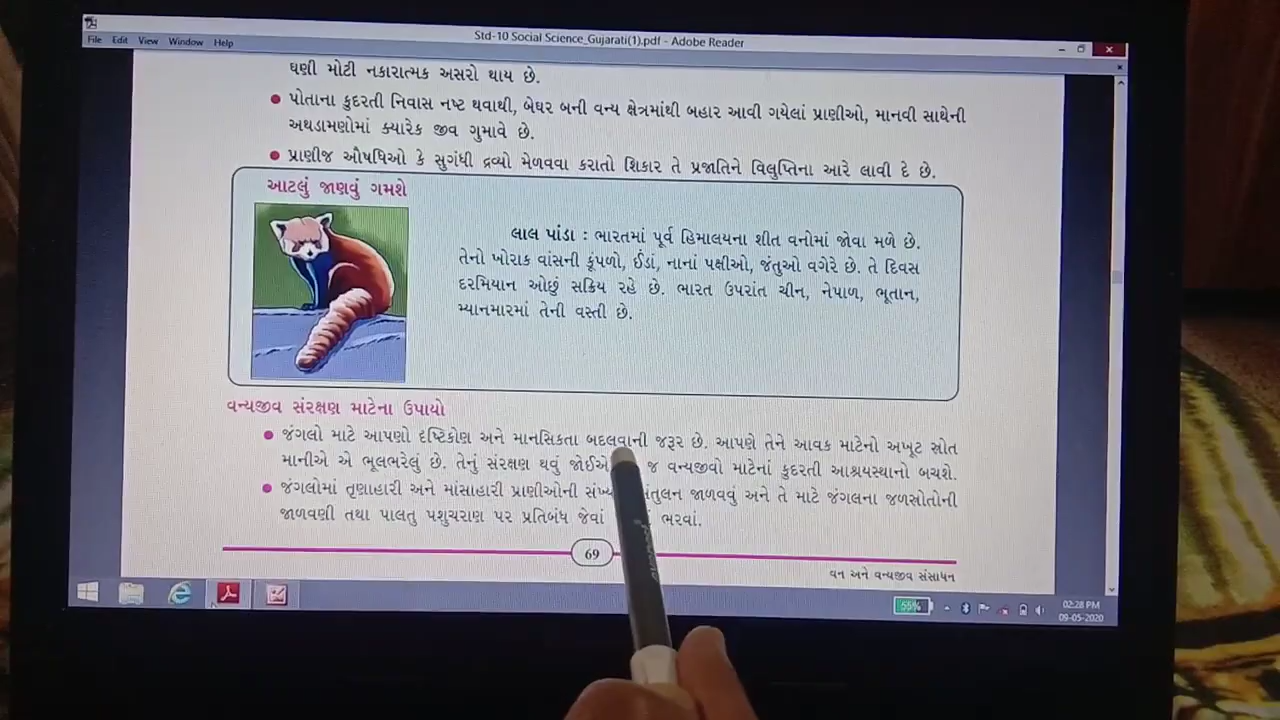 Std-10 Social Science_Gujarati(1).pdf - Adobe Reader
File Edit View Window Help
ઘણી મોટી નકારાત્મક અસરો થાય છે.
● પોતાના કુદરતી નિવાસ નષ્ટ થવાથી, બેઘર બની વન્ય ક્ષેત્રમાંથી બહાર આવી ગયેલાં પ્રાણીઓ, માનવી સાથેની
અથડામણોમાં ક્યારેક જીવ ગુમાવે છે.
● પ્રાણીજ ઔષધિઓ કે સુગંધી દ્રવ્યો મેળવવા કરાતો શિકાર તે પ્રજાતિને વિલુપ્તિના આરે લાવી દે છે.
આટલું જાણવું ગમશે
લાલ પાંડા : ભારતમાં પૂર્વ હિમાલયના શીત વનોમાં જોવા મળે છે.
તેનો ખોરાક વાંસની કૂંપળો, ઈંડાં, નાનાં પક્ષીઓ, જંતુઓ વગેરે છે. તે દિવસ
દરમિયાન ઓછું સક્રિય રહે છે. ભારત ઉપરાંત ચીન, નેપાળ, ભૂતાન,
મ્યાનમારમાં તેની વસ્તી છે.
વન્યજીવ સંરક્ષણ માટેના ઉપાયો
● જંગલો માટે આપણો દૃષ્ટિકોણ અને માનસિકતા બદલવાની જરૂર છે. આપણે તેને આવક માટેનો અખૂટ સ્રોત
માનીએ એ ભૂલભરેલું છે. તેનું સંરક્ષણ થવું જોઈએ જ વન્યજીવો માટેનાં કુદરતી આશ્રયસ્થાનો બચશે.
● જંગલોમાં તૃણાહારી અને માંસાહારી પ્રાણીઓની જાળવવું અને તે માટે જંગલના જળસ્રોતોની
જાળવણી તથા પાલતુ પશુચરાણ પર પ્રતિબંધ જેવાં ભરવાં.
69
વન અને વન્યજીવ સંસાધન
55%
02:28 PM
09-05-2020